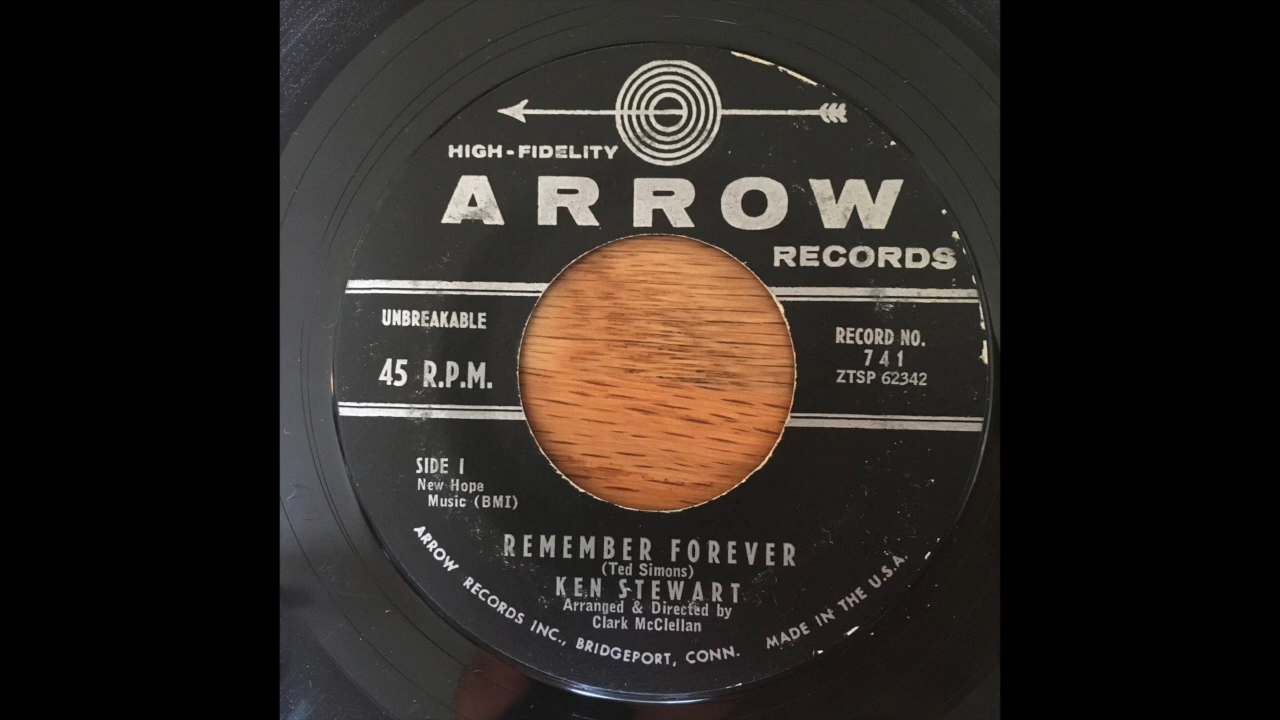 HIGH-FIDELITY
ARROW
RECORDS
UNBREAKABLE
45 R.P.M.
RECORD NO.
741
ZTSP 62342
SIDE 1
New Hope
Music (BMI)
REMEMBER FOREVER
(Ted Simons)
KEN STEWART
Arranged & Directed by
Clark McClellan
ARROW RECORDS INC., BRIDGEPORT, CONN. MADE IN THE U.S.A.